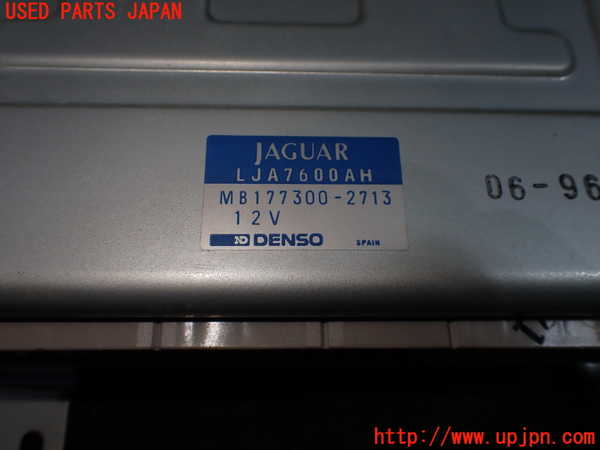 USED PARTS JAPAN
JAGUAR
LJA7600AH
MB177300-2713
12V
DENSO
SPAIN
06-96
http://www.upjpn.com/